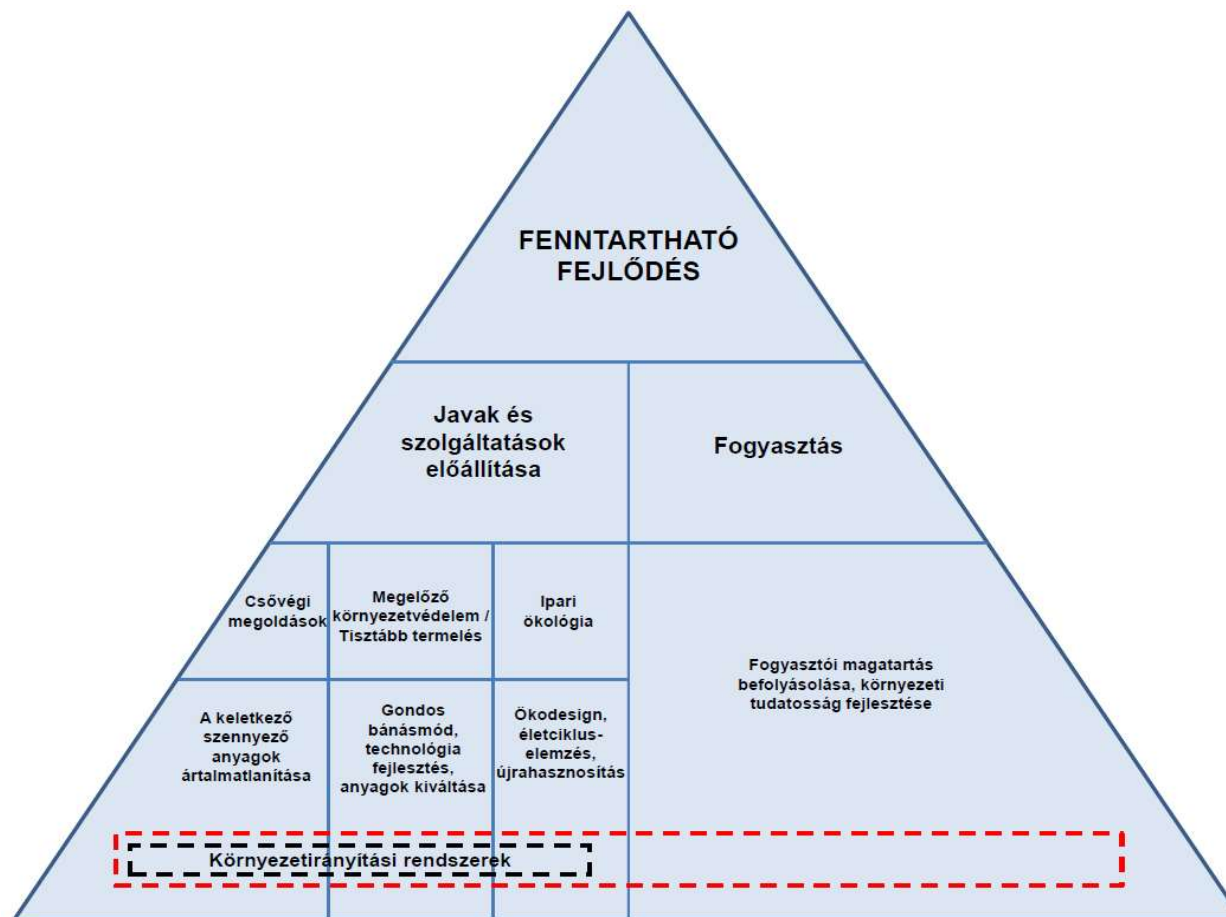 FENNTARTHATÓ
FEJLŐDÉS
Javak és
szolgáltatások
előállítása
Fogyasztás
Csővégi
megoldások
Megelőző
környezetvédelem /
Tisztább termelés
Ipari
ökológia
Fogyasztói magatartás
befolyásolása, környezeti
tudatosság fejlesztése
A keletkező
szennyező
anyagok
ártalmatlanítása
Gondos
bánásmód,
technológia
fejlesztés,
anyagok kiváltása
Ökodesign,
életciklus-
elemzés,
újrahasznosítás
Környezetirányítási rendszerek